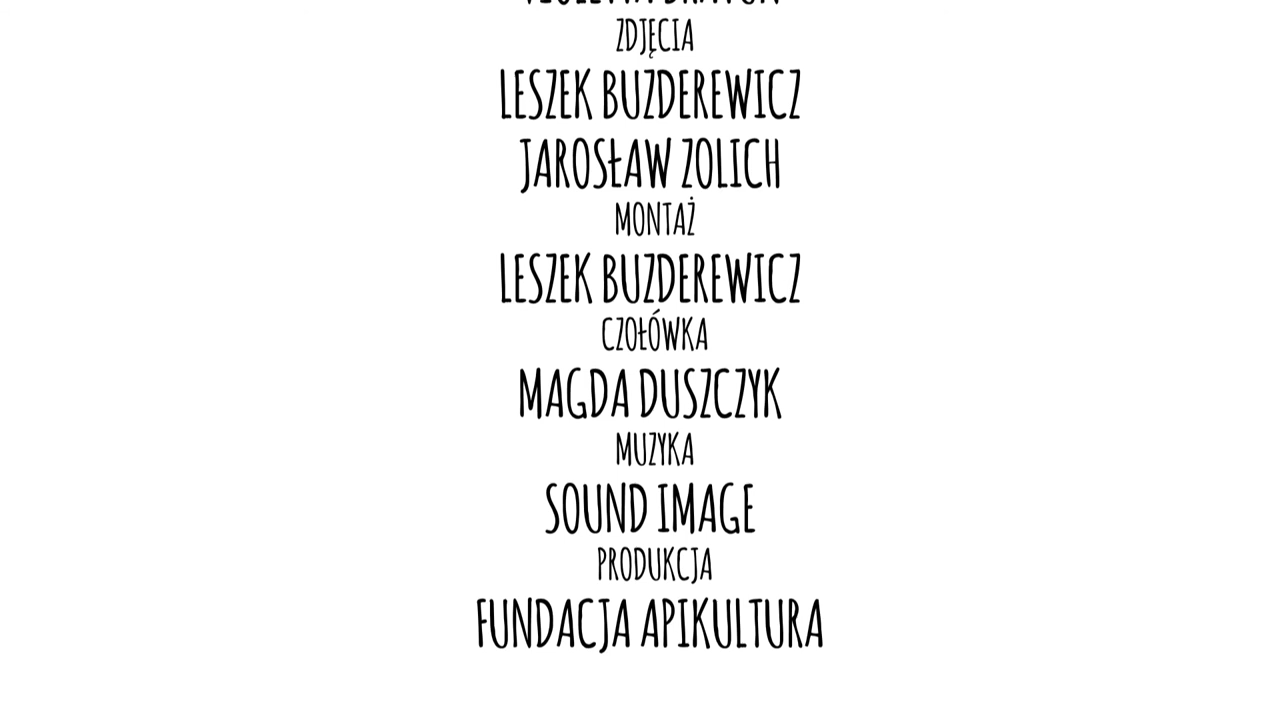 ZDJĘCIA
LESZEK BUZDEREWICZ
JAROSŁAW ZOLICH
MONTAŻ
LESZEK BUZDEREWICZ
CZOŁÓWKA
MAGDA DUSZCZYK
MUZYKA
SOUND IMAGE
PRODUKCJA
FUNDACJA APIKULTURA